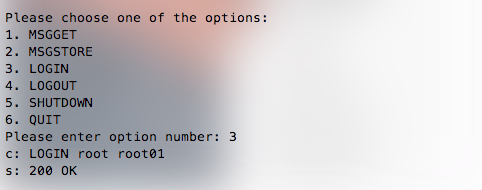 Please choose one of the options:
1. MSGGET
2. MSGSTORE
3. LOGIN
4. LOGOUT
5. SHUTDOWN
6. QUIT
Please enter option number: 3
c: LOGIN root root01
s: 200 OK